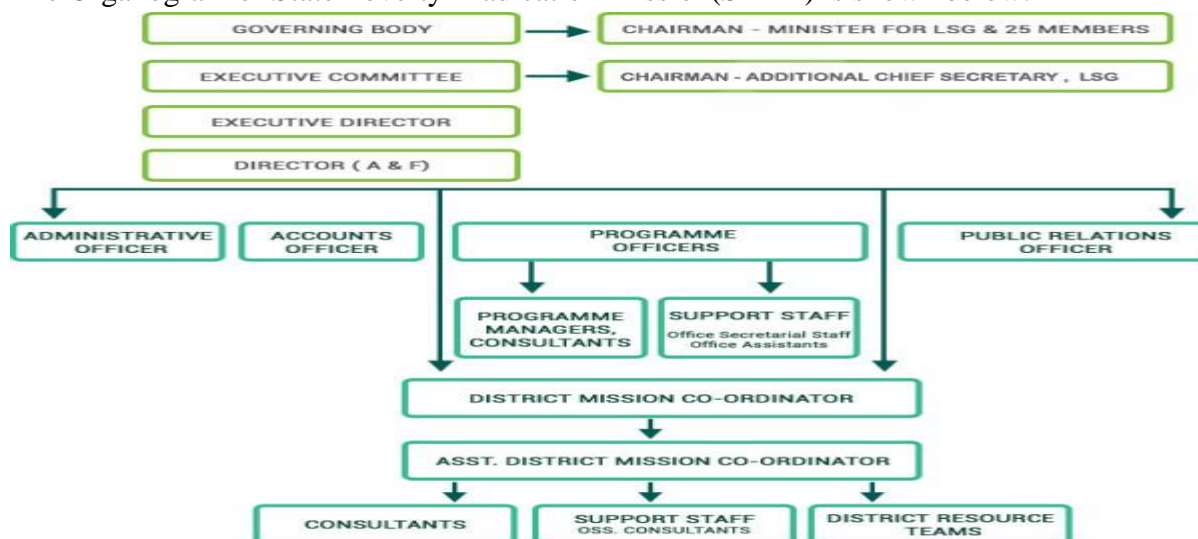 GOVERNING BODY
CHAIRMAN - MINISTER FOR LSG & 25 MEMBERS
EXECUTIVE COMMITTEE
CHAIRMAN - ADDITIONAL CHIEF SECRETARY , LSG
EXECUTIVE DIRECTOR
DIRECTOR ( A & F)
ADMINISTRATIVE
OFFICER
ACCOUNTS
OFFICER
PROGRAMME
OFFICERS
PUBLIC RELATIONS
OFFICER
PROGRAMME
MANAGERS,
CONSULTANTS
SUPPORT STAFF
Office Secretarial Staff
Office Assistants
DISTRICT MISSION CO-ORDINATOR
ASST. DISTRICT MISSION CO-ORDINATOR
CONSULTANTS
SUPPORT STAFF
OSS. CONSULTANTS
DISTRICT RESOURCE
TEAMS